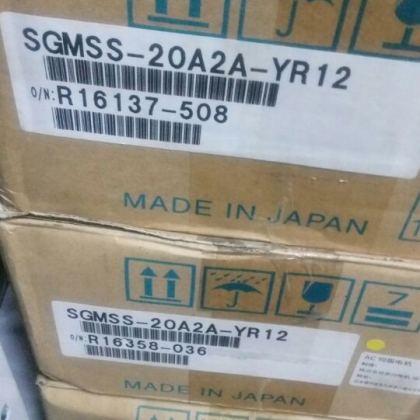 SGMSS-20A2A-YR12
O/N:R16137-508
MADE IN JAPAN
SGMSS-20A2A-YR12
O/N:R16358-036
MADE IN JAPAN